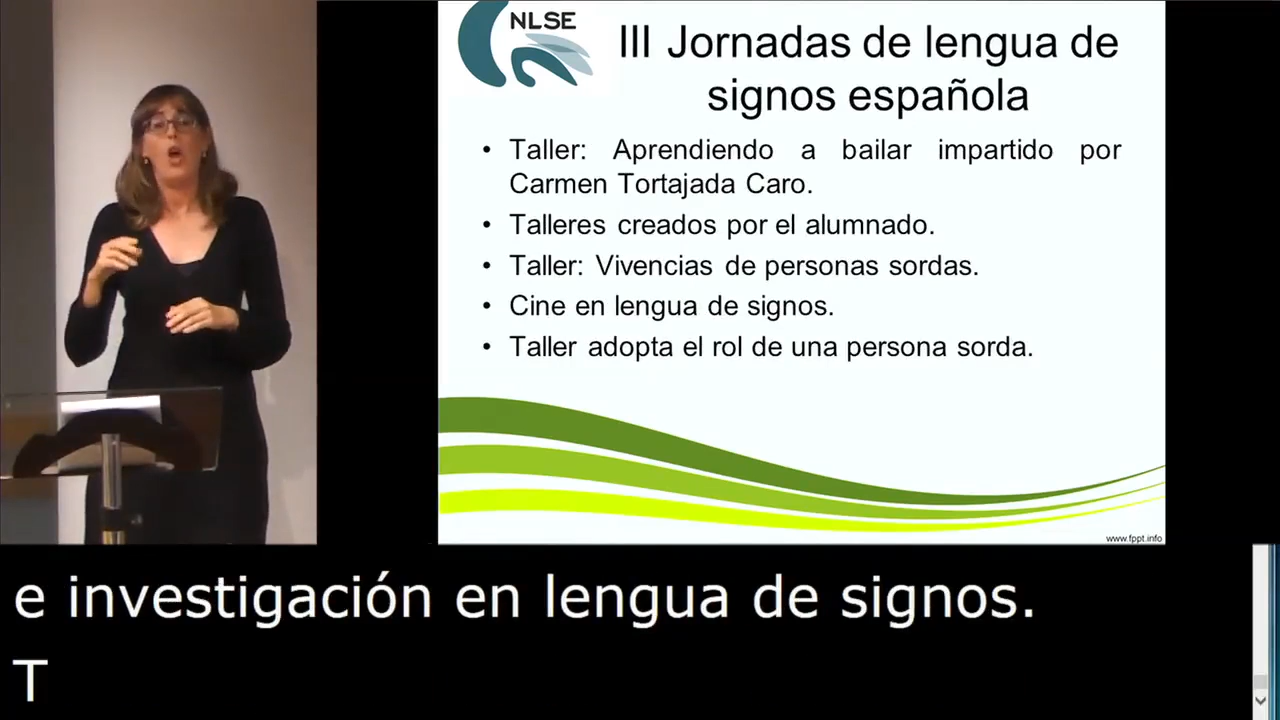 NLSE
III Jornadas de lengua de
signos española
• Taller: Aprendiendo a bailar impartido por
Carmen Tortajada Caro.
• Talleres creados por el alumnado.
• Taller: Vivencias de personas sordas.
• Cine en lengua de signos.
• Taller adopta el rol de una persona sorda.
www.fppt.info
e investigación en lengua de signos.
T